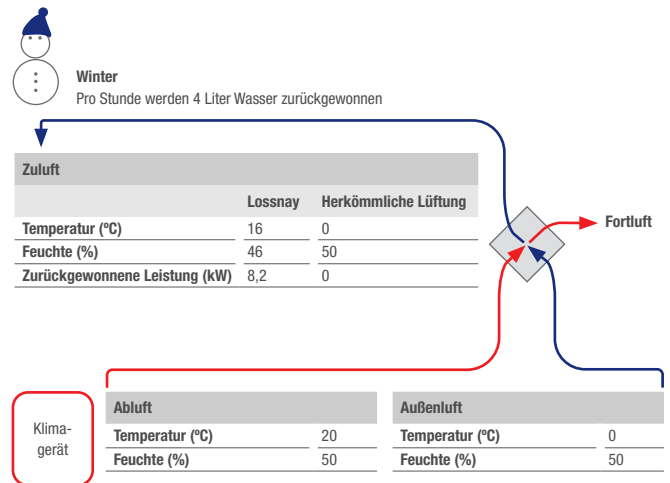 Winter
Pro Stunde werden 4 Liter Wasser zurückgewonnen
Zuluft
Lossnay Herkömmliche Lüftung
Temperatur (ºC) 16 0
Feuchte (%) 46 50
Zurückgewonnene Leistung (kW) 8,2 0
Fortluft
Klima-
gerät
Abluft
Temperatur (ºC) 20
Feuchte (%) 50
Außenluft
Temperatur (ºC) 0
Feuchte (%) 50